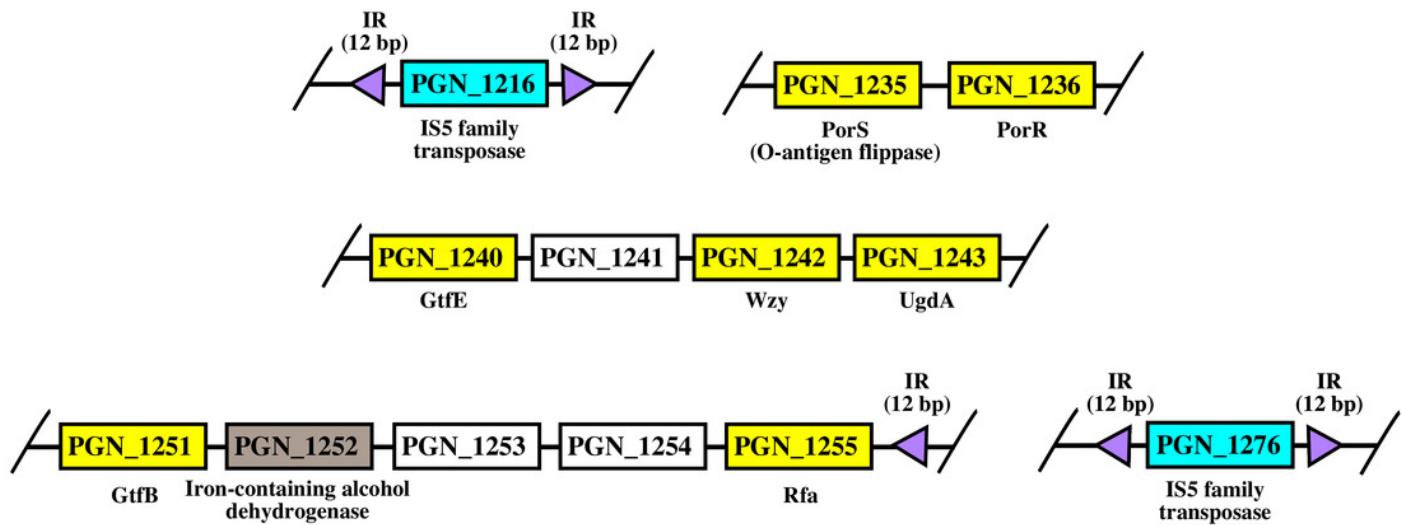 IR
(12 bp)
IR
(12 bp)
PGN_1216
IS5 family
transposase
PGN_1235
PGN_1236
PorS
(O-antigen flippase)
PorR
PGN_1240
PGN_1241
PGN_1242
PGN_1243
GtfE
Wzy
UgdA
IR
(12 bp)
PGN_1251
PGN_1252
PGN_1253
PGN_1254
PGN_1255
GtfB
Iron-containing alcohol
dehydrogenase
Rfa
IR
(12 bp)
IR
(12 bp)
PGN_1276
IS5 family
transposase